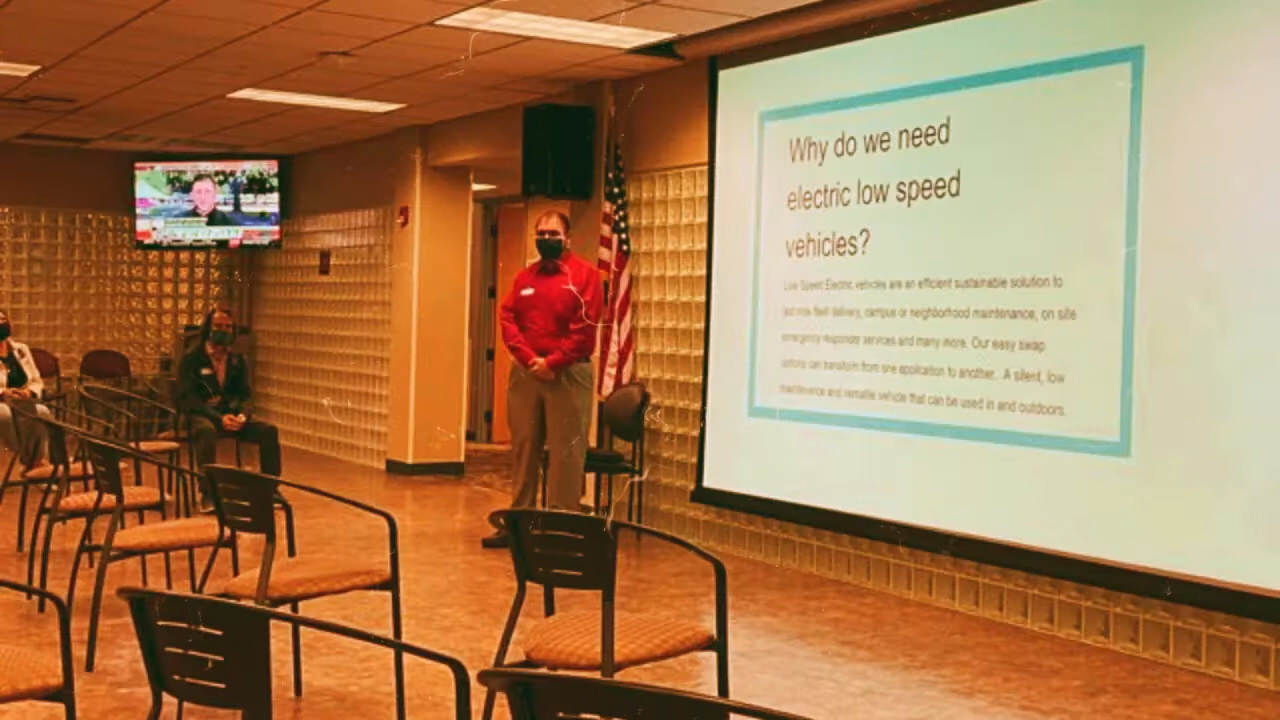 Why do we need
electric low speed
vehicles?
Low Speed Electric vehicles are an efficient sustainable solution to
delivery, campus or neighborhood maintenance, on site
emergency responder services and many more. Our easy swap
options can transform from one application to another. A silent, low
maintenance and versatile vehicle that can be used in and outdoors.